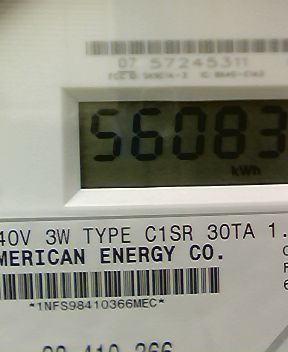 07 57245311
56083
kWh
40V 3W TYPE C1SR 30TA 1.
MERICAN ENERGY CO.
*1NFS98410366MEC*